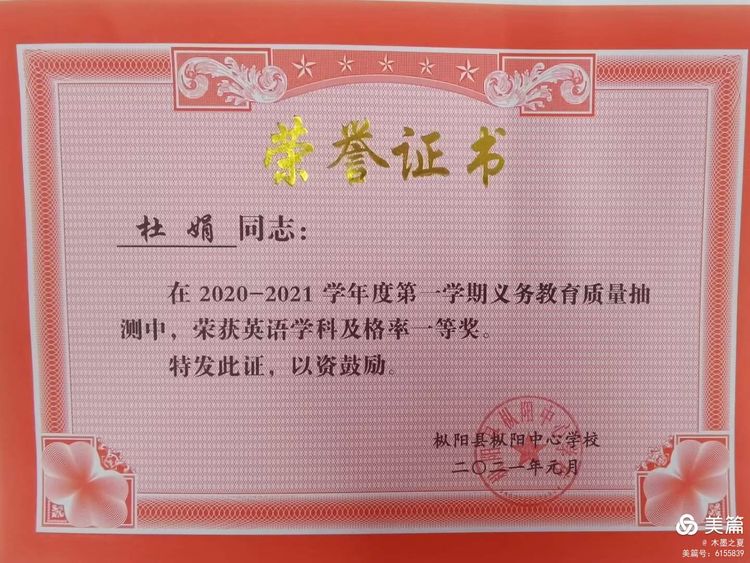 荣誉证书
杜娟 同志：
在 2020-2021 学年度第一学期义务教育质量抽
测中，荣获英语学科及格率一等奖。
特发此证，以资鼓励。
枞阳县枞阳中心学校
二〇二一年元月
美篇
@ 木墨之夏
美篇号：6155839